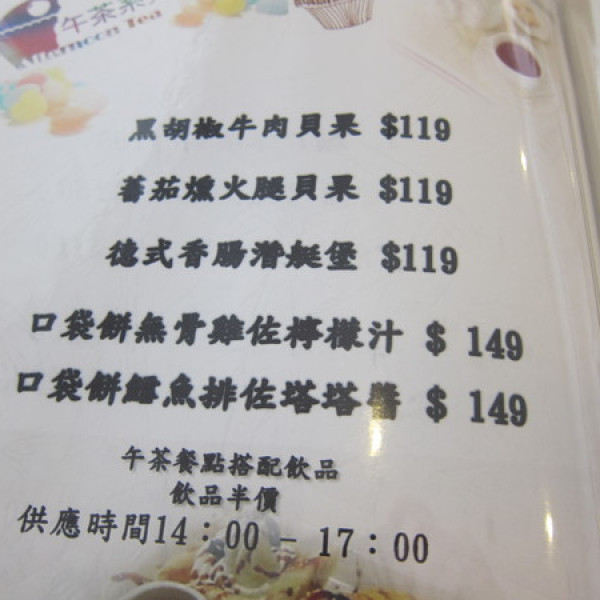 午茶
Afternoon Tea
黑胡椒牛肉貝果 $119
蕃茄燻火腿貝果 $119
德式香腸潛艇堡 $119
口袋餅無骨雞佐檸檬汁 $ 149
口袋餅鱈魚排佐塔塔醬 $ 149
午茶餐點搭配飲品
飲品半價
供應時間14：00 － 17：00